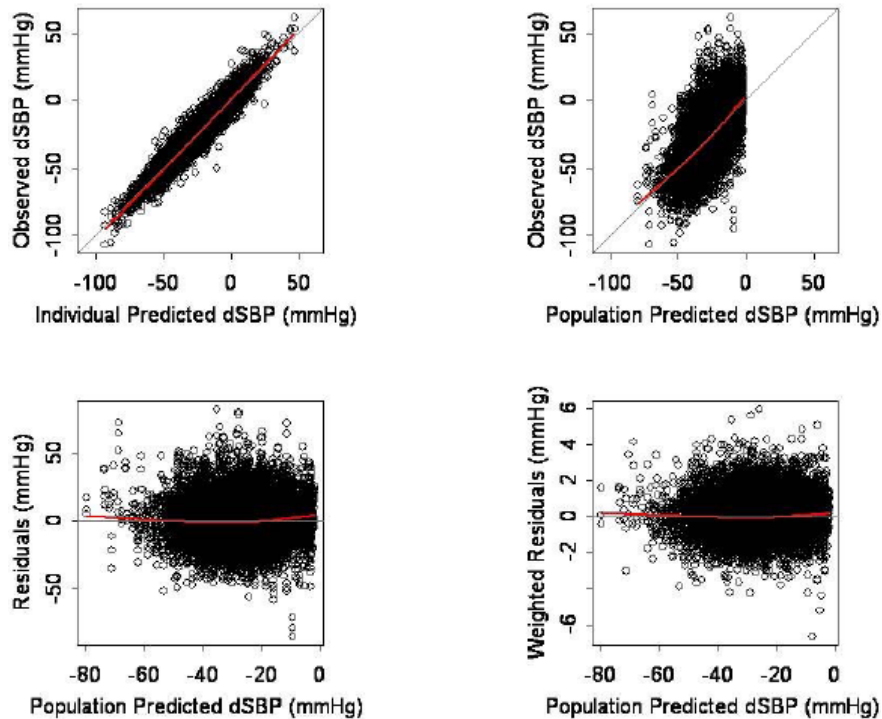 Observed dSBP (mmHg)
50
0
-50
-100
-100 -50 0 50
Individual Predicted dSBP (mmHg)
Observed dSBP (mmHg)
50
0
-50
-100
-100 -50 0 50
Population Predicted dSBP (mmHg)
Residuals (mmHg)
50
0
-50
-80 -60 -40 -20 0
Population Predicted dSBP (mmHg)
Weighted Residuals (mmHg)
6
4
2
0
-2
-6
-80 -60 -40 -20 0
Population Predicted dSBP (mmHg)